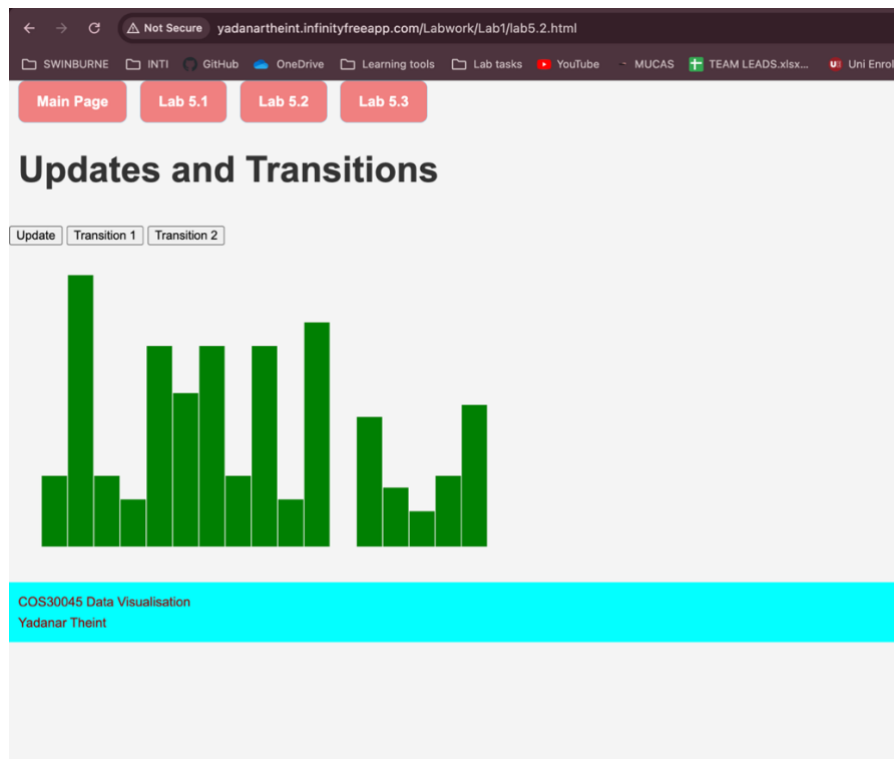 Not Secure yadanartheint.infinityfreeapp.com/Labwork/Lab1/lab5.2.html
SWINBURNE INTI GitHub OneDrive Learning tools Lab tasks YouTube MUCAS TEAM LEADS.xlsx... Uni Enrol
Main Page Lab 5.1 Lab 5.2 Lab 5.3
Updates and Transitions
Update Transition 1 Transition 2
COS30045 Data Visualisation
Yadanar Theint